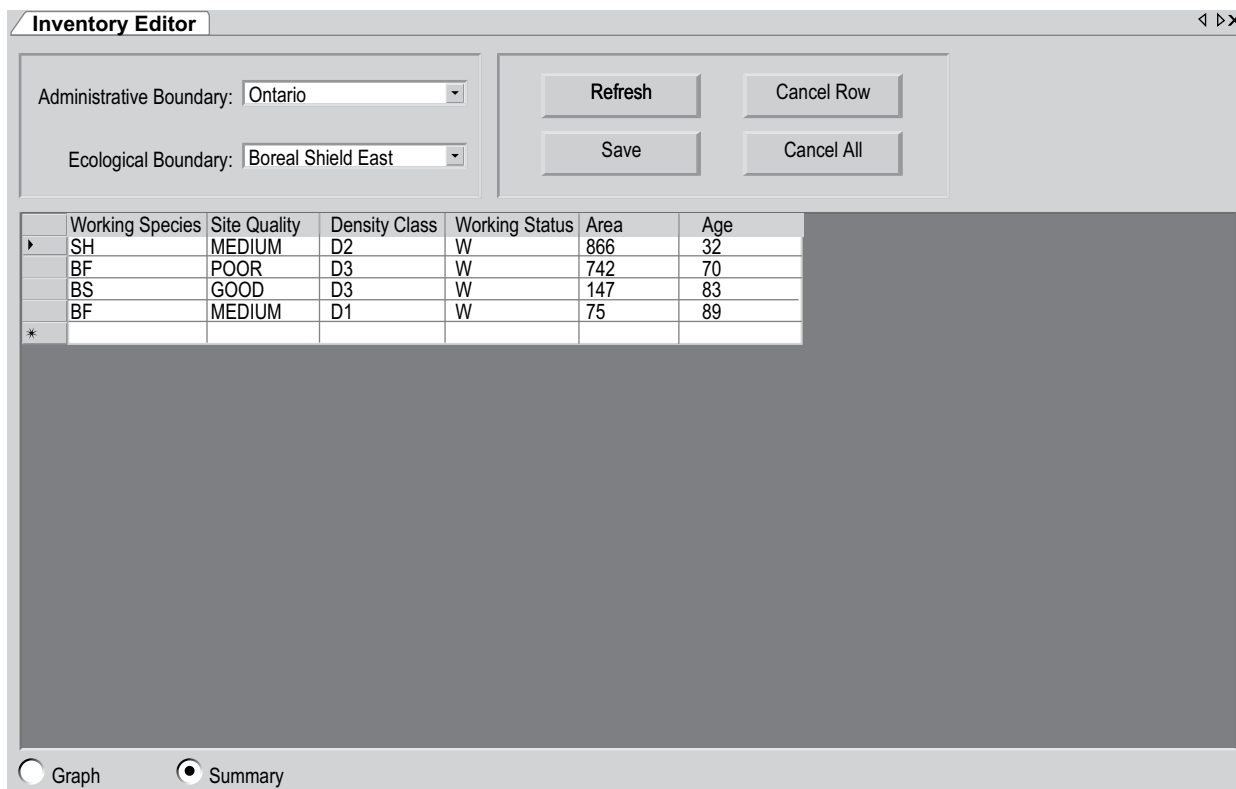 Inventory Editor
Administrative Boundary: Ontario
Ecological Boundary: Boreal Shield East
Refresh Cancel Row
Save Cancel All
Working Species Site Quality Density Class Working Status Area Age
SH MEDIUM D2 W 866 32
BF POOR D3 W 742 70
BS GOOD D3 W 147 83
BF MEDIUM D1 W 75 89
Graph Summary